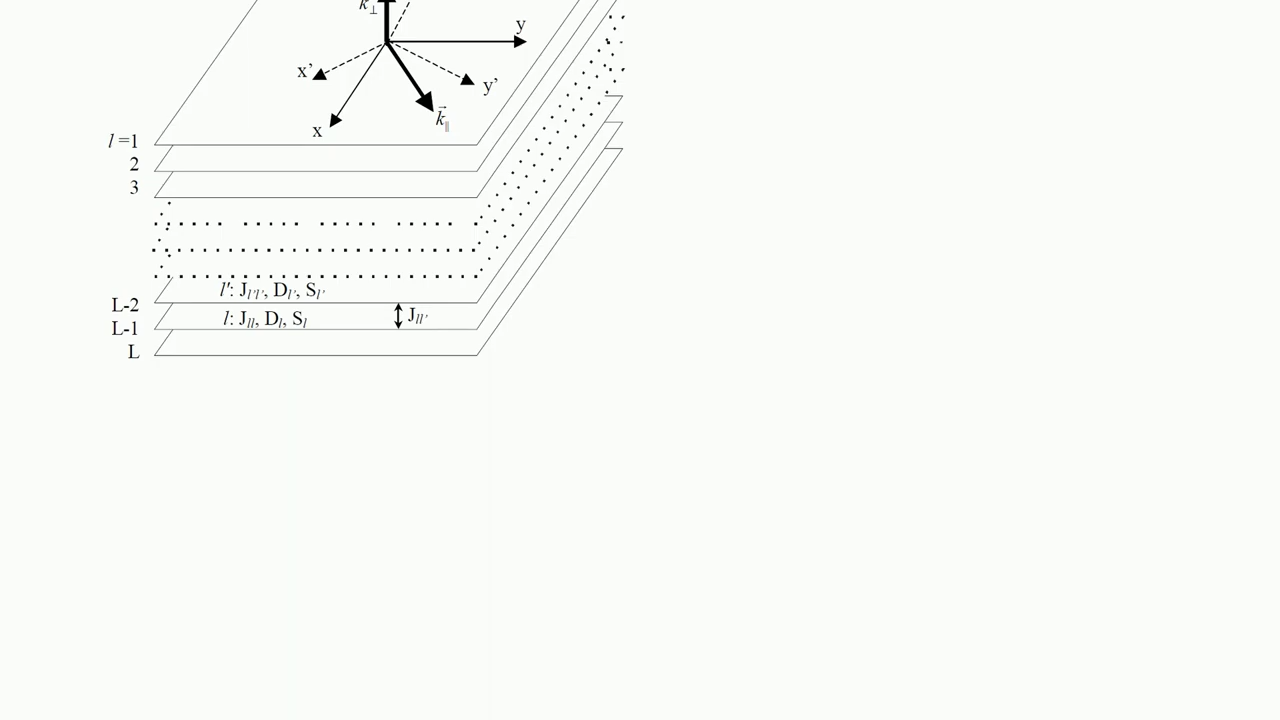 k⊥
y
x’
y’
k⃗∥
x
l =1
2
3
l': Jl'l', Dl', Sl'
L-2
l: Jll, Dl, Sl
Jll'
L-1
L